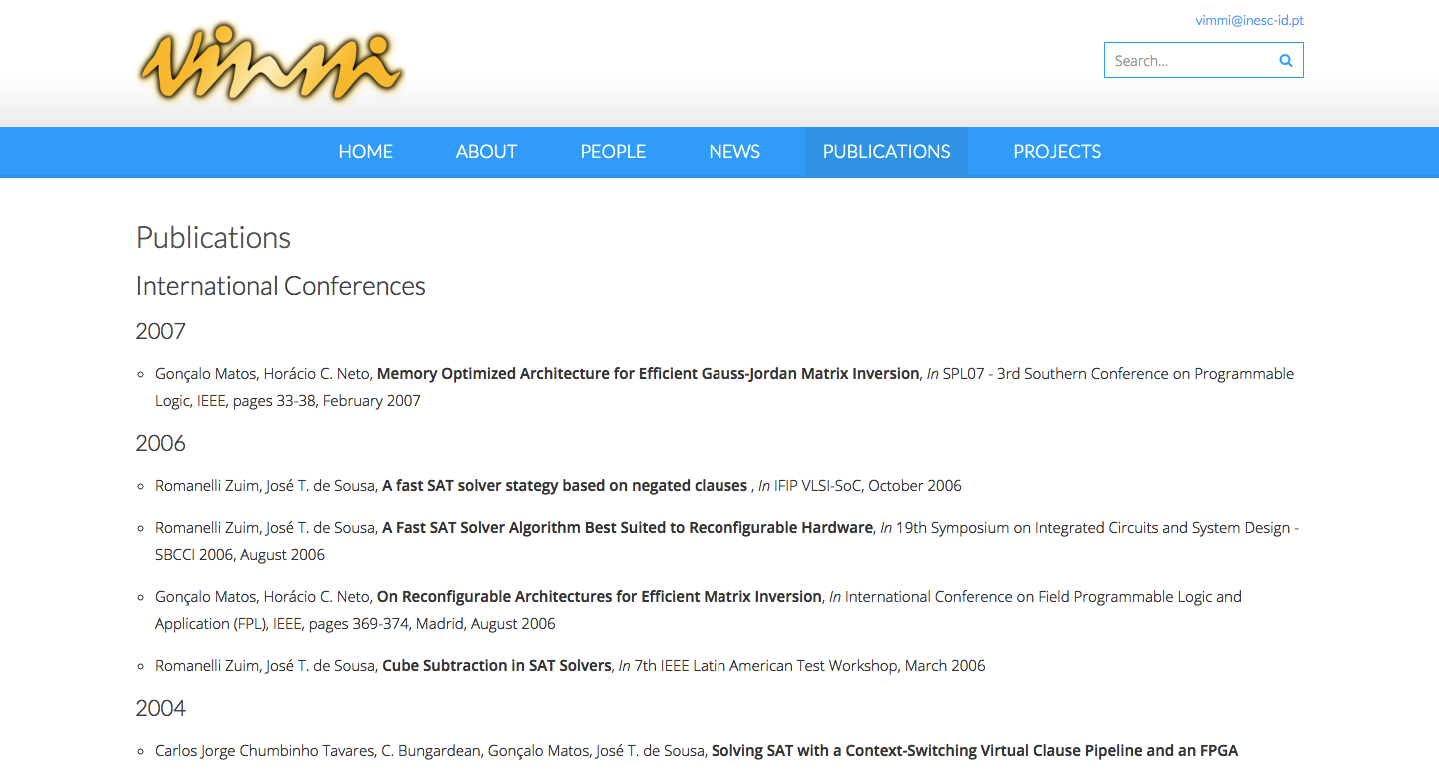 vimmi
vimmi@inesc-id.pt
Search...
HOME ABOUT PEOPLE NEWS PUBLICATIONS PROJECTS
Publications
International Conferences
2007
Gonçalo Matos, Horácio C. Neto, Memory Optimized Architecture for Efficient Gauss-Jordan Matrix Inversion, In SPL07 - 3rd Southern Conference on Programmable
Logic, IEEE, pages 33-38, February 2007
2006
Romanelli Zuim, José T. de Sousa, A fast SAT solver stategy based on negated clauses , In IFIP VLSI-SoC, October 2006
Romanelli Zuim, José T. de Sousa, A Fast SAT Solver Algorithm Best Suited to Reconfigurable Hardware, In 19th Symposium on Integrated Circuits and System Design -
SBCCI 2006, August 2006
Gonçalo Matos, Horácio C. Neto, On Reconfigurable Architectures for Efficient Matrix Inversion, In International Conference on Field Programmable Logic and
Application (FPL), IEEE, pages 369-374, Madrid, August 2006
Romanelli Zuim, José T. de Sousa, Cube Subtraction in SAT Solvers, In 7th IEEE Latin American Test Workshop, March 2006
2004
Carlos Jorge Chumbinho Tavares, C. Bungardean, Gonçalo Matos, José T. de Sousa, Solving SAT with a Context-Switching Virtual Clause Pipeline and an FPGA